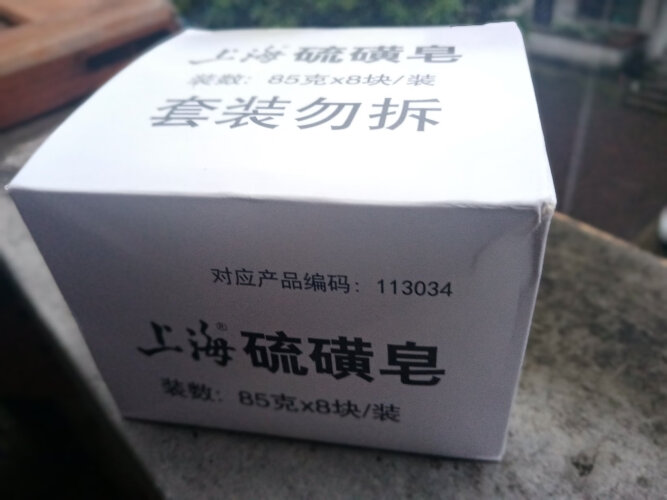 上海硫磺皂
装数：85克x8块/装
套装勿拆
对应产品编码：113034
上海®硫磺皂
装数：85克x8块/装